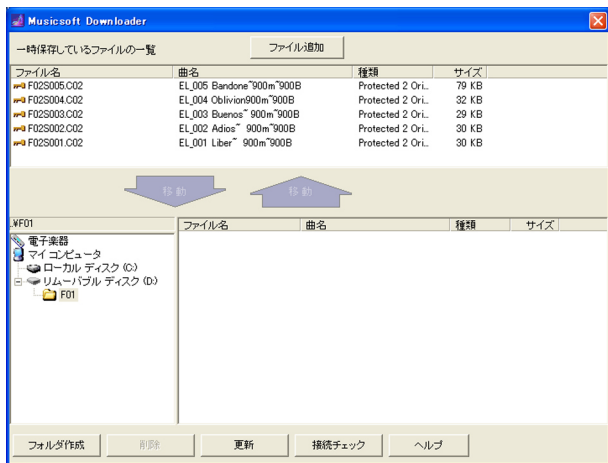 Musicsoft Downloader
一時保存しているファイルの一覧 ファイル追加
ファイル名 曲名 種類 サイズ
F02S005.C02 EL_005 Bandone~900m~900B Protected 2 Ori... 79 KB
F02S004.C02 EL_004 Oblivion900m~900B Protected 2 Ori... 32 KB
F02S003.C02 EL_003 Buenos~ 900m~900B Protected 2 Ori... 29 KB
F02S002.C02 EL_002 Adios~ 900m~900B Protected 2 Ori... 30 KB
F02S001.C02 EL_001 Liber~ 900m~900B Protected 2 Ori... 30 KB
移動 移動
..¥F01 ファイル名 曲名 種類 サイズ
電子楽器
マイ コンピュータ
ローカル ディスク (C:)
リムーバブル ディスク (D:)
F01
フォルダ作成 削除 更新 接続チェック ヘルプ